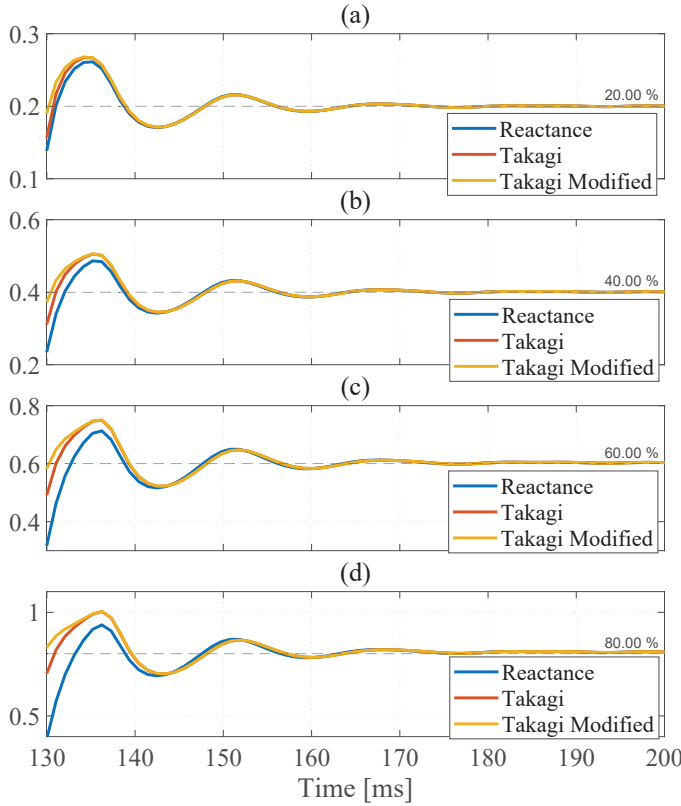 (a)
0.3
0.2
0.1
20.00 %
Reactance
Takagi
Takagi Modified
(b)
0.6
0.4
0.2
40.00 %
Reactance
Takagi
Takagi Modified
(c)
0.8
0.6
0.4
60.00 %
Reactance
Takagi
Takagi Modified
(d)
1
0.5
80.00 %
Reactance
Takagi
Takagi Modified
130 140 150 160 170 180 190 200
Time [ms]